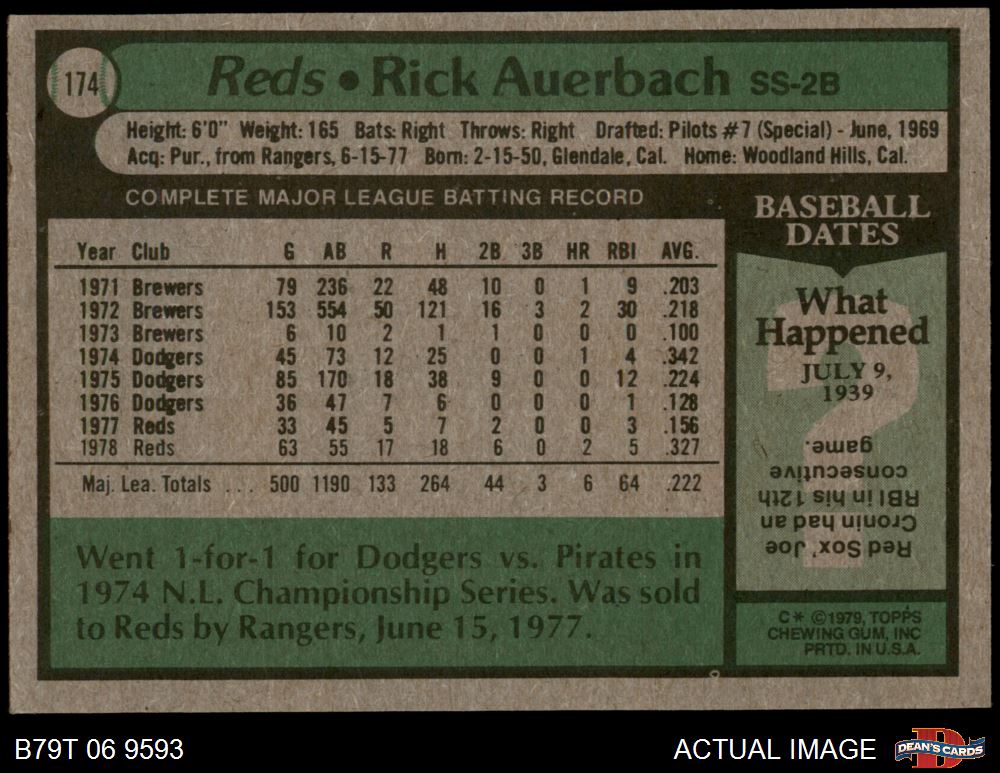 174
Reds • Rick Auerbach SS-2B
Height: 6'0" Weight: 165 Bats: Right Throws: Right Drafted: Pilots #7 (Special) - June, 1969
Acq: Pur., from Rangers, 6-15-77 Born: 2-15-50, Glendale, Cal. Home: Woodland Hills, Cal.
COMPLETE MAJOR LEAGUE BATTING RECORD
Year Club G AB R H 2B 3B HR RBI AVG.
1971 Brewers 79 236 22 48 10 0 1 9 .203
1972 Brewers 153 554 50 121 16 3 2 30 .218
1973 Brewers 6 10 2 1 1 0 0 0 .100
1974 Dodgers 45 73 12 25 0 0 1 4 .342
1975 Dodgers 85 170 18 38 9 0 0 12 .224
1976 Dodgers 36 47 7 6 0 0 0 1 .128
1977 Reds 33 45 5 7 2 0 0 3 .156
1978 Reds 63 55 17 18 6 0 2 5 .327
Maj. Lea. Totals . . . 500 1190 133 264 44 3 6 64 .222
Went 1-for-1 for Dodgers vs. Pirates in
1974 N.L. Championship Series. Was sold
to Reds by Rangers, June 15, 1977.
BASEBALL
DATES
What
Happened
JULY 9,
1939
?
Red Sox' Joe
Cronin had an
RBI in his 12th
consecutive
game.
C* ©1979, TOPPS
CHEWING GUM, INC
PRTD. IN U.S.A.
B79T 06 9593
ACTUAL IMAGE
D
DEAN'S CARDS